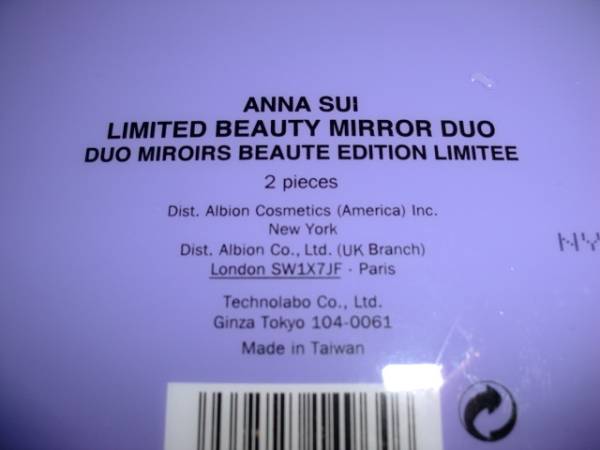 ANNA SUI
LIMITED BEAUTY MIRROR DUO
DUO MIROIRS BEAUTE EDITION LIMITEE
2 pieces
Dist. Albion Cosmetics (America) Inc.
New York
Dist. Albion Co., Ltd. (UK Branch)
London SW1X7JF · Paris
Technolabo Co., Ltd.
Ginza Tokyo 104-0061
Made in Taiwan